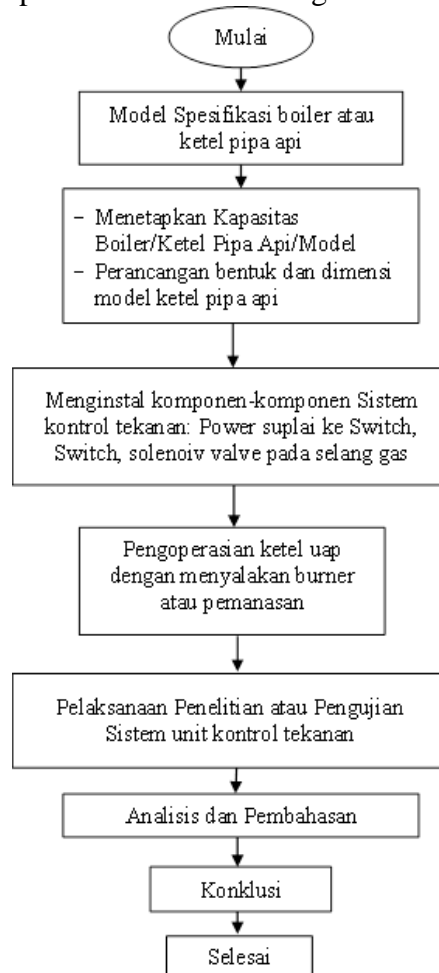 Mulai
Model Spesifikasi boiler atau
ketel pipa api
– Menetapkan Kapasitas
Boiler/Ketel Pipa Api/Model
– Perancangan bentuk dan dimensi
model ketel pipa api
Menginstal komponen-komponen Sistem
kontrol tekanan: Power suplai ke Switch,
Switch, solenoiv valve pada selang gas
Pengoperasian ketel uap
dengan menyalakan burner
atau pemanasan
Pelaksanaan Penelitian atau Pengujian
Sistem unit kontrol tekanan
Analisis dan Pembahasan
Konklusi
Selesai